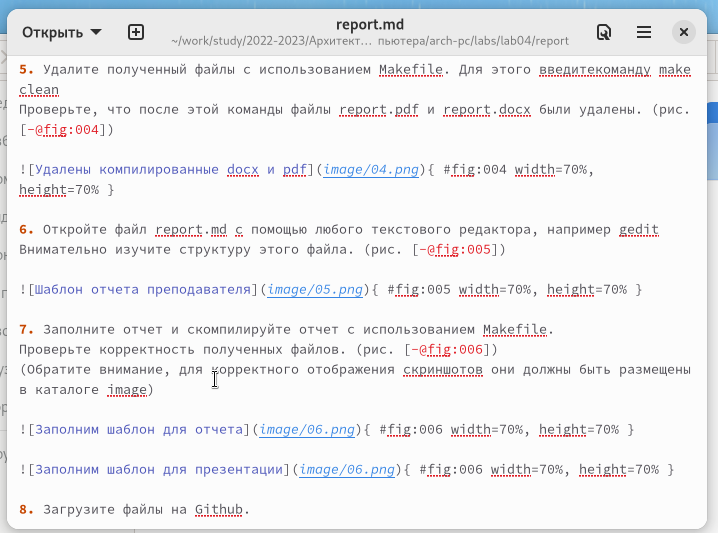 Открыть
report.md
~/work/study/2022-2023/Архитект… пьютера/arch-pc/labs/lab04/report
5. Удалите полученный файлы с использованием Makefile. Для этого введитекоманду make
clean
Проверьте, что после этой команды файлы report.pdf и report.docx были удалены. (рис.
[-@fig:004])
![Удалены компилированные docx и pdf](image/04.png){ #fig:004 width=70%,
height=70% }
6. Откройте файл report.md c помощью любого текстового редактора, например gedit
Внимательно изучите структуру этого файла. (рис. [-@fig:005])
![Шаблон отчета преподавателя](image/05.png){ #fig:005 width=70%, height=70% }
7. Заполните отчет и скомпилируйте отчет с использованием Makefile.
Проверьте корректность полученных файлов. (рис. [-@fig:006])
(Обратите внимание, для корректного отображения скриншотов они должны быть размещены
в каталоге image)
![Заполним шаблон для отчета](image/06.png){ #fig:006 width=70%, height=70% }
![Заполним шаблон для презентации](image/06.png){ #fig:006 width=70%, height=70% }
8. Загрузите файлы на Github.